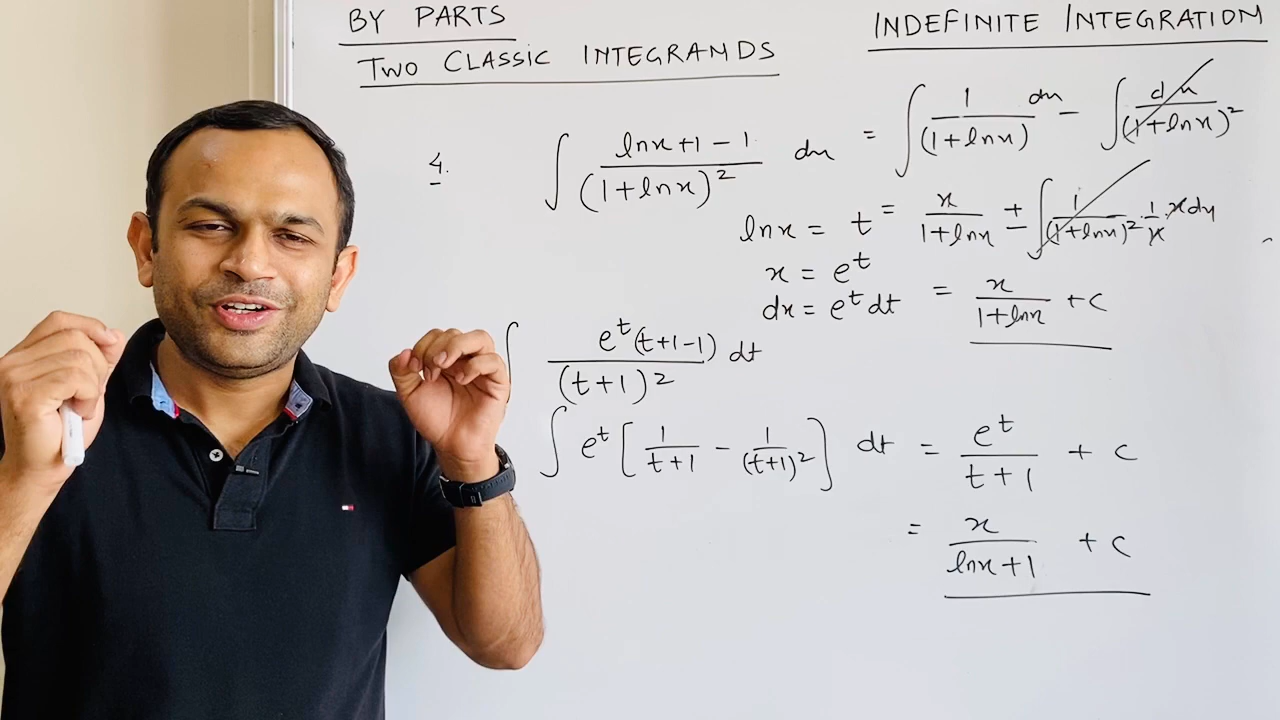 BY PARTS
TWO CLASSIC INTEGRANDS
INDEFINITE INTEGRATION
4. ∫ (lnx+1-1)/(1+lnx)² dx = ∫ 1/(1+lnx) dx - ∫ dx/(1+lnx)²
= x/(1+lnx) + ∫ 1/(1+lnx)² · 1/x · x dx
= x/(1+lnx) + c
lnx = t
x = e^t
dx = e^t dt
∫ e^t(t+1-1)/(t+1)² dt
∫ e^t [1/(t+1) - 1/(t+1)²] dt = e^t/(t+1) + c
= x/(lnx+1) + c